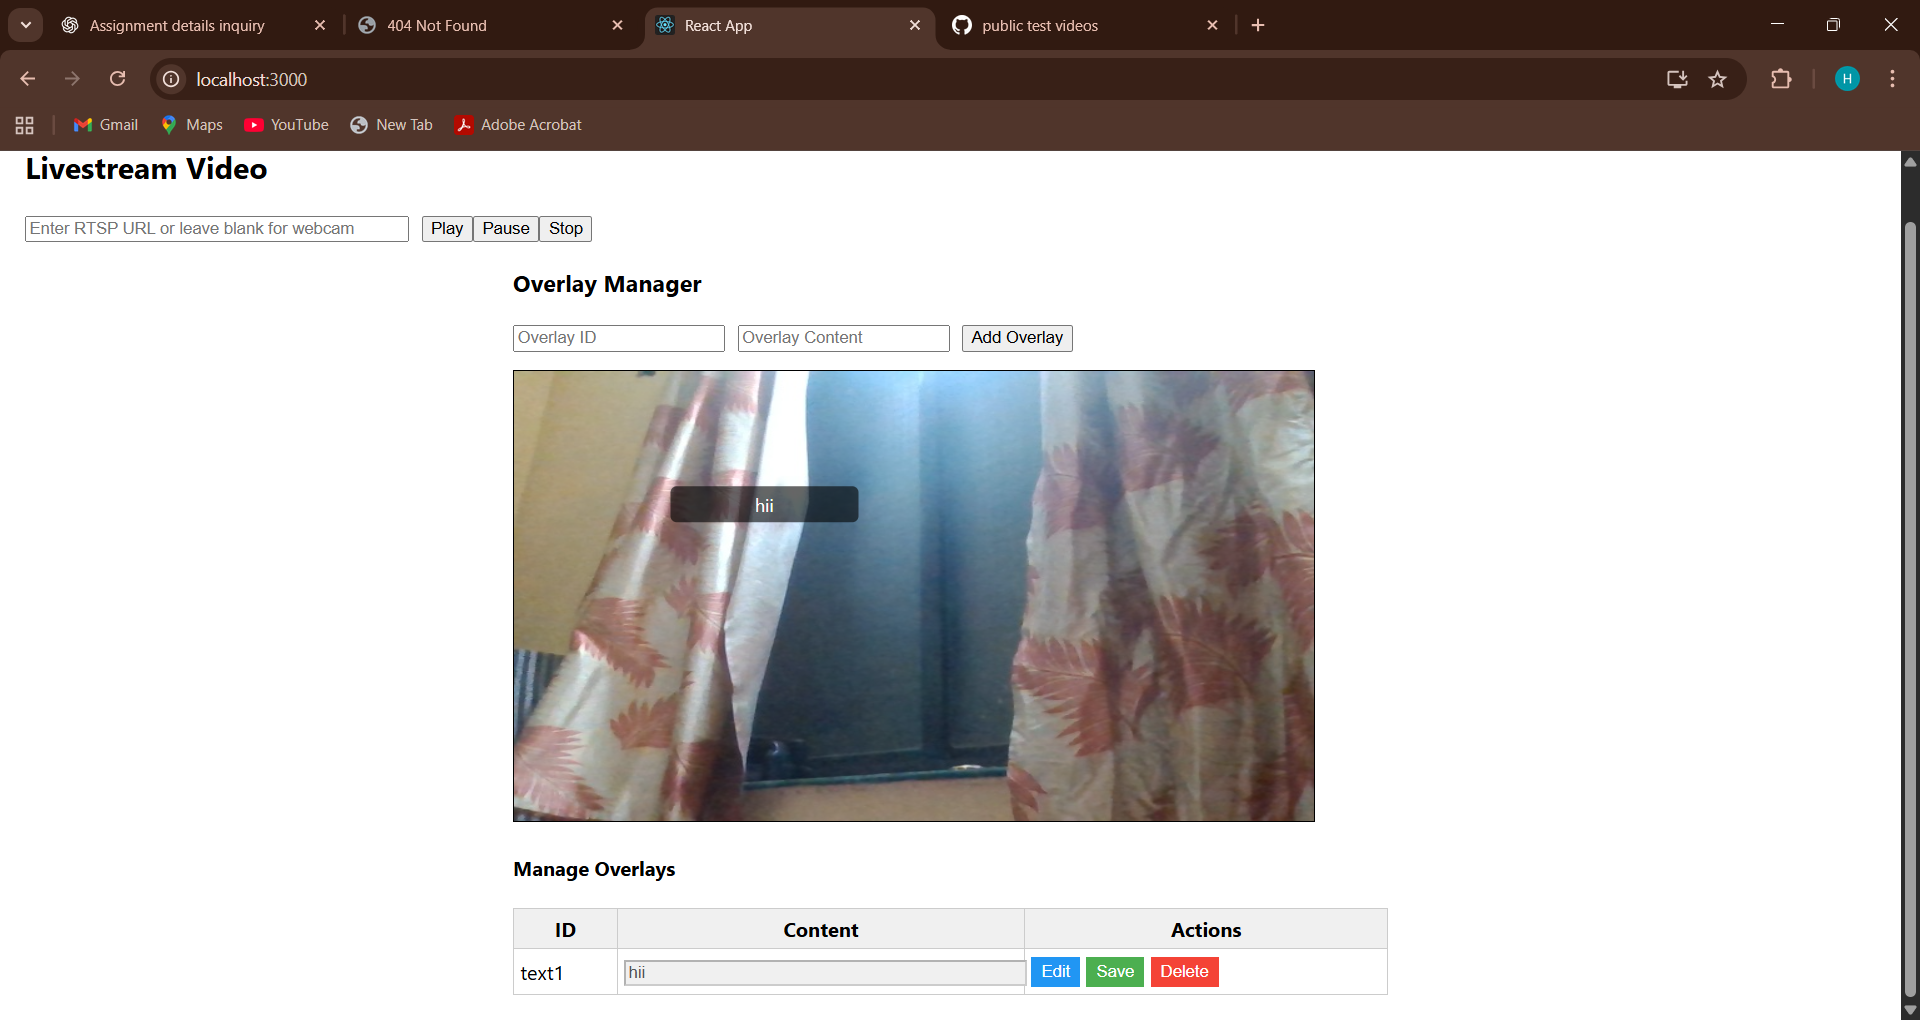 Assignment details inquiry
404 Not Found
React App
public test videos
localhost:3000
H
Gmail
Maps
YouTube
New Tab
Adobe Acrobat
Livestream Video
Enter RTSP URL or leave blank for webcam
Play
Pause
Stop
Overlay Manager
Overlay ID
Overlay Content
Add Overlay
hii
Manage Overlays
ID Content Actions
text1 hii Edit Save Delete